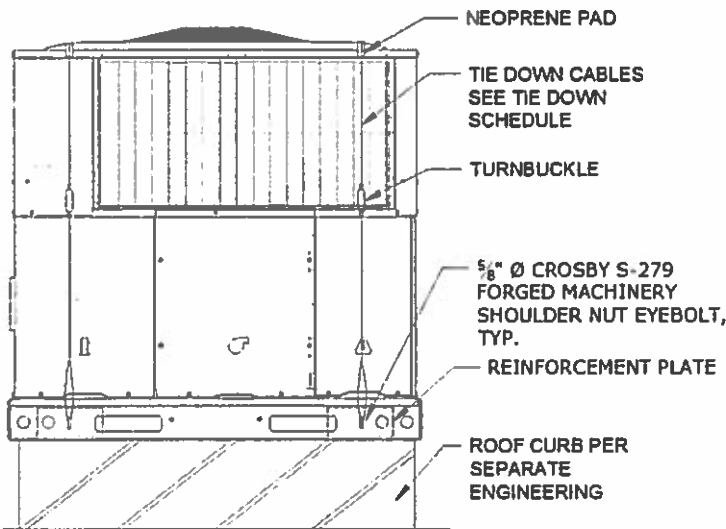 NEOPRENE PAD
TIE DOWN CABLES
SEE TIE DOWN
SCHEDULE
TURNBUCKLE
⅝" Ø CROSBY S-279
FORGED MACHINERY
SHOULDER NUT EYEBOLT,
TYP.
REINFORCEMENT PLATE
ROOF CURB PER
SEPARATE
ENGINEERING